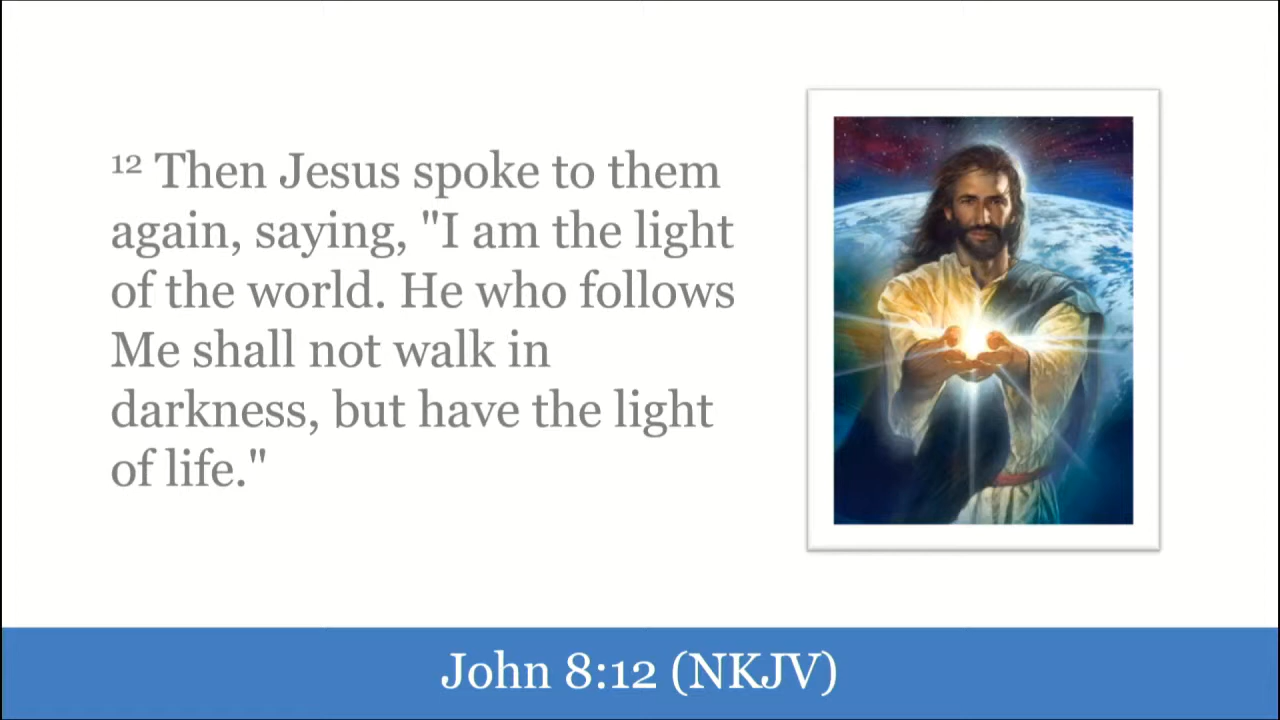 ¹² Then Jesus spoke to them
again, saying, "I am the light
of the world. He who follows
Me shall not walk in
darkness, but have the light
of life."
John 8:12 (NKJV)